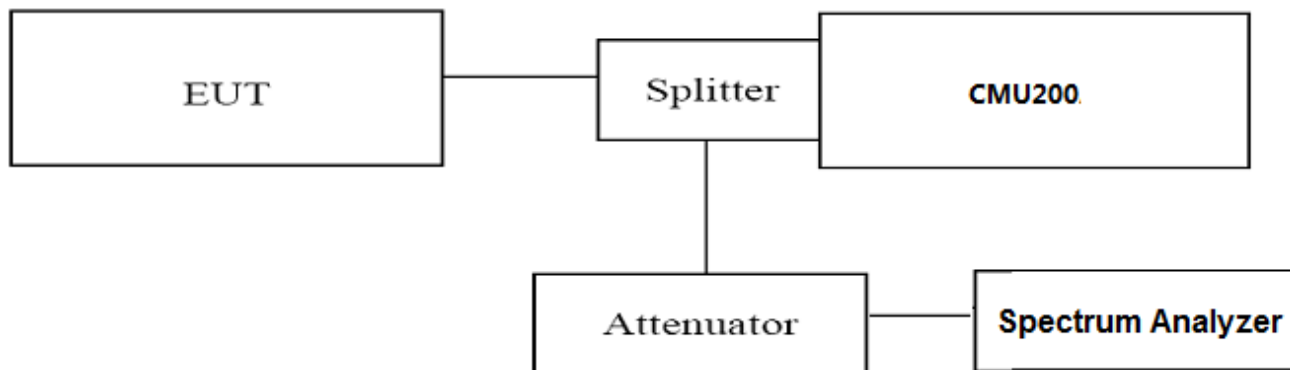 EUT
Splitter
CMU200
Attenuator
Spectrum Analyzer